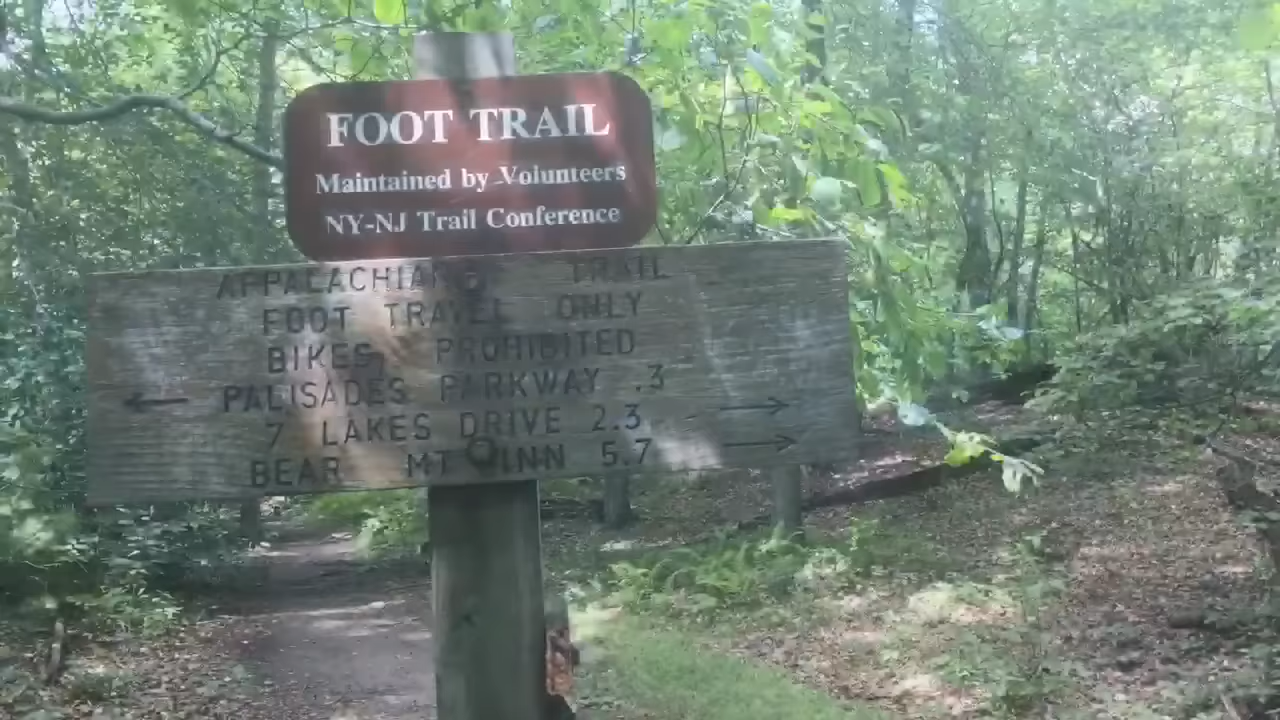 FOOT TRAIL
Maintained by Volunteers
NY-NJ Trail Conference
APPALACHIAN TRAIL
FOOT TRAVEL ONLY
BIKES PROHIBITED
← PALISADES PARKWAY .3
7 LAKES DRIVE 2.3 →
BEAR MT INN 5.7 →